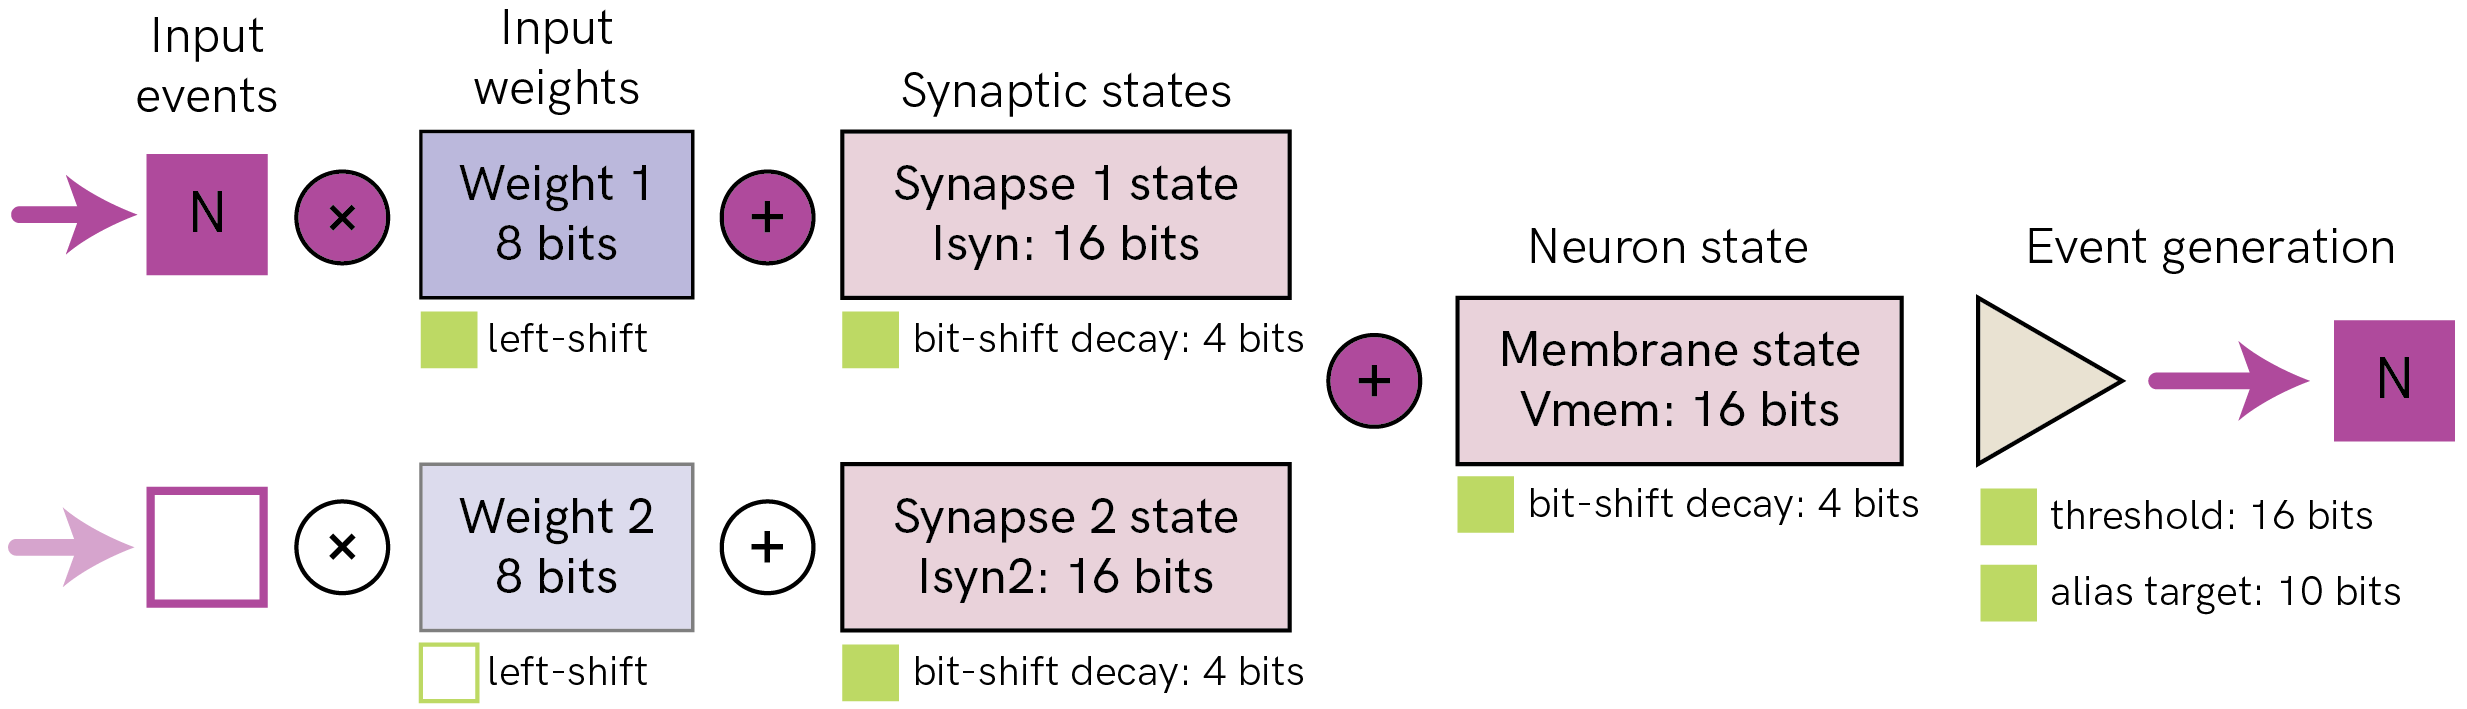 Input
events
Input
weights
Synaptic states
N
×
Weight 1
8 bits
+
Synapse 1 state
Isyn: 16 bits
left-shift
bit-shift decay: 4 bits
×
Weight 2
8 bits
+
Synapse 2 state
Isyn2: 16 bits
left-shift
bit-shift decay: 4 bits
+
Neuron state
Membrane state
Vmem: 16 bits
bit-shift decay: 4 bits
Event generation
N
threshold: 16 bits
alias target: 10 bits